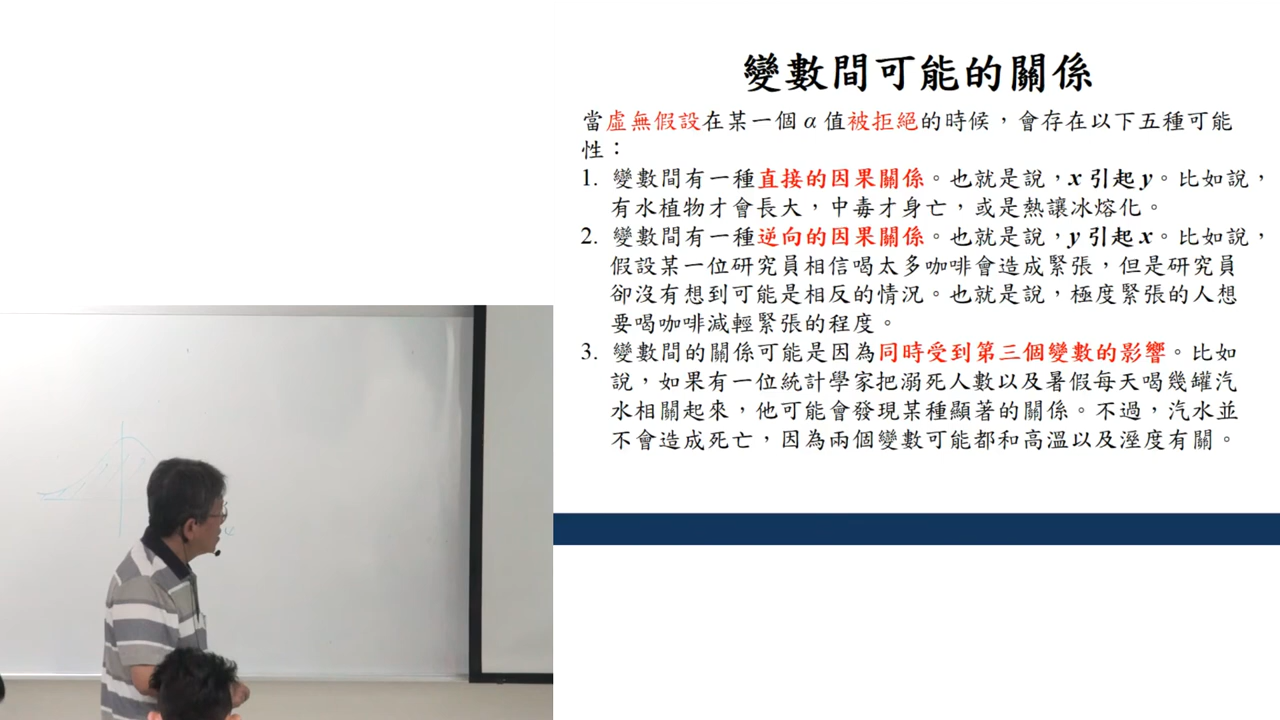 變數間可能的關係
當虛無假設在某一個 α 值被拒絕的時候，會存在以下五種可能
性：
1. 變數間有一種直接的因果關係。也就是說，x 引起 y。比如說，
有水植物才會長大，中毒才身亡，或是熱讓冰熔化。
2. 變數間有一種逆向的因果關係。也就是說，y 引起 x。比如說，
假設某一位研究員相信喝太多咖啡會造成緊張，但是研究員
卻沒有想到可能是相反的情況。也就是說，極度緊張的人想
要喝咖啡減輕緊張的程度。
3. 變數間的關係可能是因為同時受到第三個變數的影響。比如
說，如果有一位統計學家把溺死人數以及暑假每天喝幾罐汽
水相關起來，他可能會發現某種顯著的關係。不過，汽水並
不會造成死亡，因為兩個變數可能都和高溫以及溼度有關。